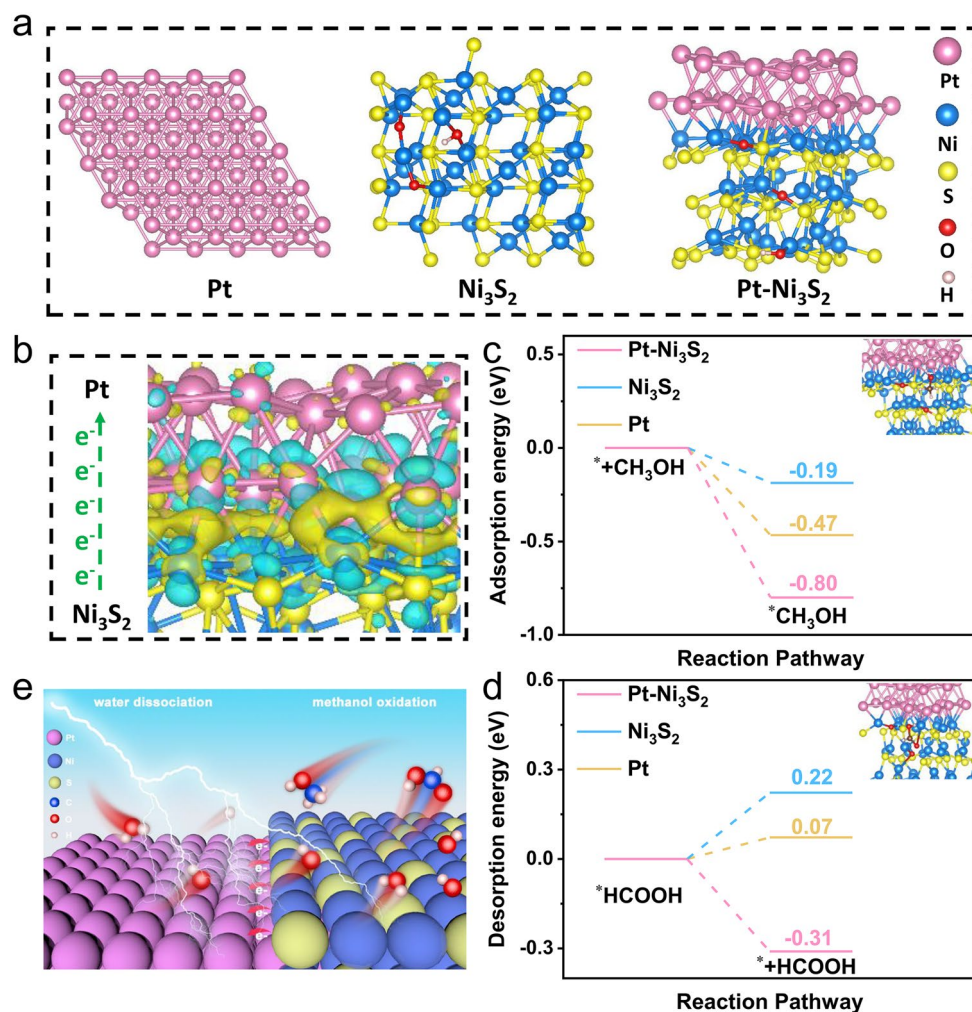 a
Pt
Ni₃S₂
Pt-Ni₃S₂
Pt
Ni
S
O
H
b
Pt
e⁻
e⁻
e⁻
e⁻
e⁻
Ni₃S₂
c
Adsorption energy (eV)
0.5
0.0
-0.5
-1.0
Pt-Ni₃S₂
Ni₃S₂
Pt
*+CH₃OH
-0.19
-0.47
-0.80
*CH₃OH
Reaction Pathway
e
water dissociation
methanol oxidation
Pt
Ni
S
C
O
H
e⁻
e⁻
e⁻
e⁻
e⁻
d
Desorption energy (eV)
0.6
0.3
0.0
-0.3
Pt-Ni₃S₂
Ni₃S₂
Pt
0.22
0.07
*HCOOH
-0.31
*+HCOOH
Reaction Pathway